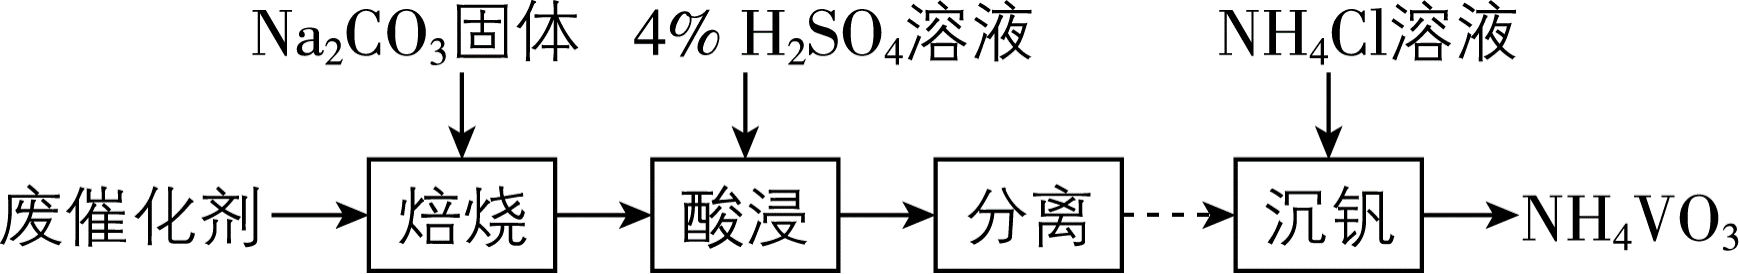 Na₂CO₃固体 4% H₂SO₄溶液 NH₄Cl溶液
废催化剂 焙烧 酸浸 分离 沉钒 NH₄VO₃